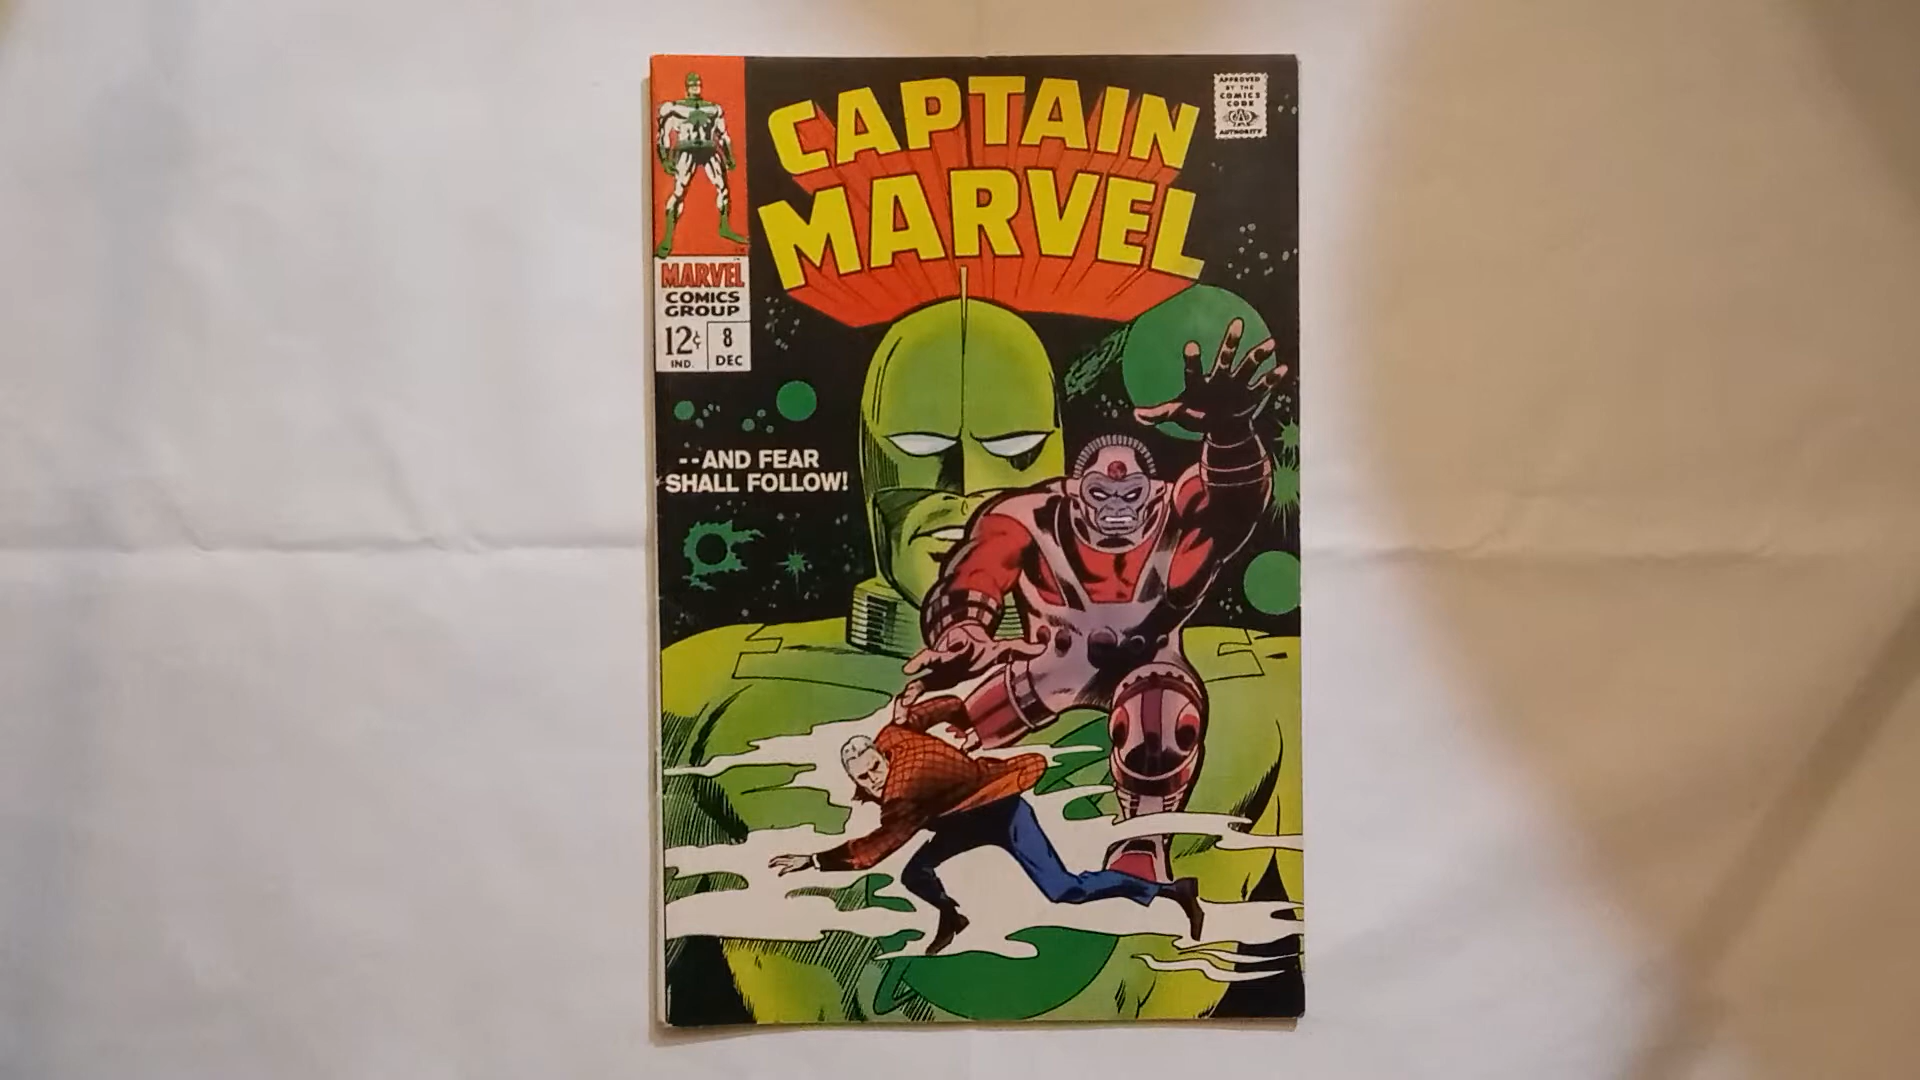 CAPTAIN
MARVEL
APPROVED
BY THE
COMICS
CODE
AUTHORITY
MARVEL
COMICS
GROUP
12¢
IND.
8
DEC
--AND FEAR
SHALL FOLLOW!